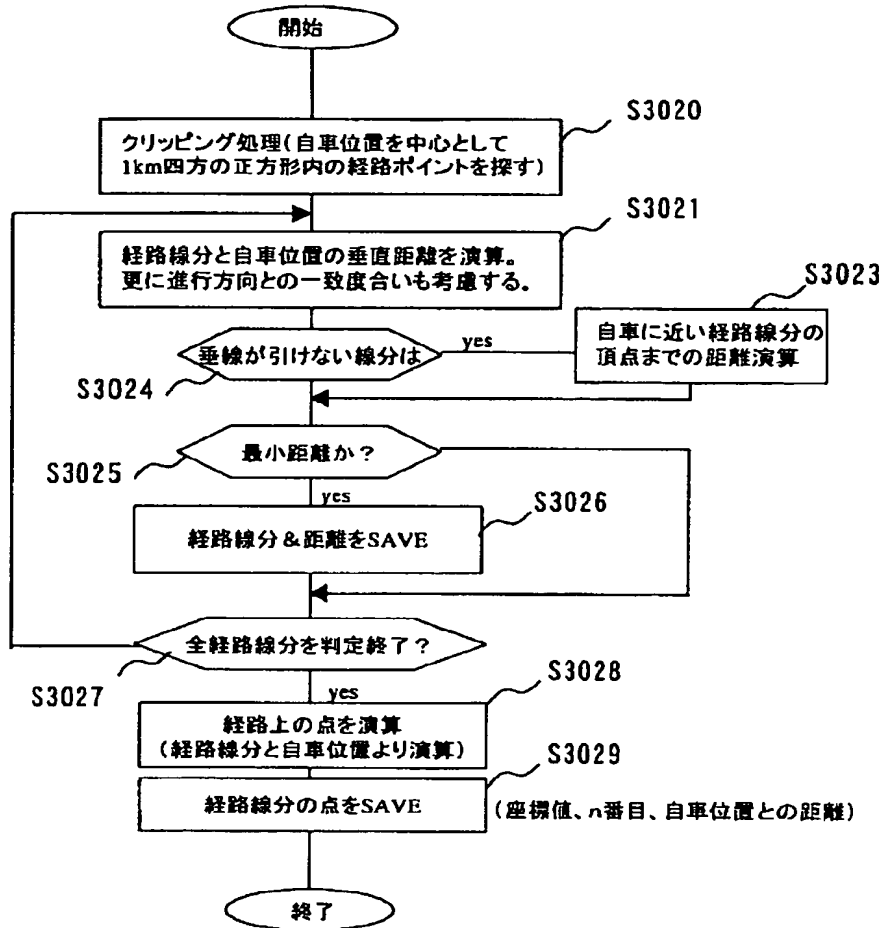 開始
S3020
クリッピング処理(自車位置を中心として
1km四方の正方形内の経路ポイントを探す)
S3021
経路線分と自車位置の垂直距離を演算。
更に進行方向との一致度合いも考慮する。
S3023
垂線が引けない線分は
yes
自車に近い経路線分の
頂点までの距離演算
S3024
最小距離か?
S3025
yes
S3026
経路線分&距離をSAVE
全経路線分を判定終了?
S3027
yes
S3028
経路上の点を演算
(経路線分と自車位置より演算)
S3029
経路線分の点をSAVE
(座標値、n番目、自車位置との距離)
終了